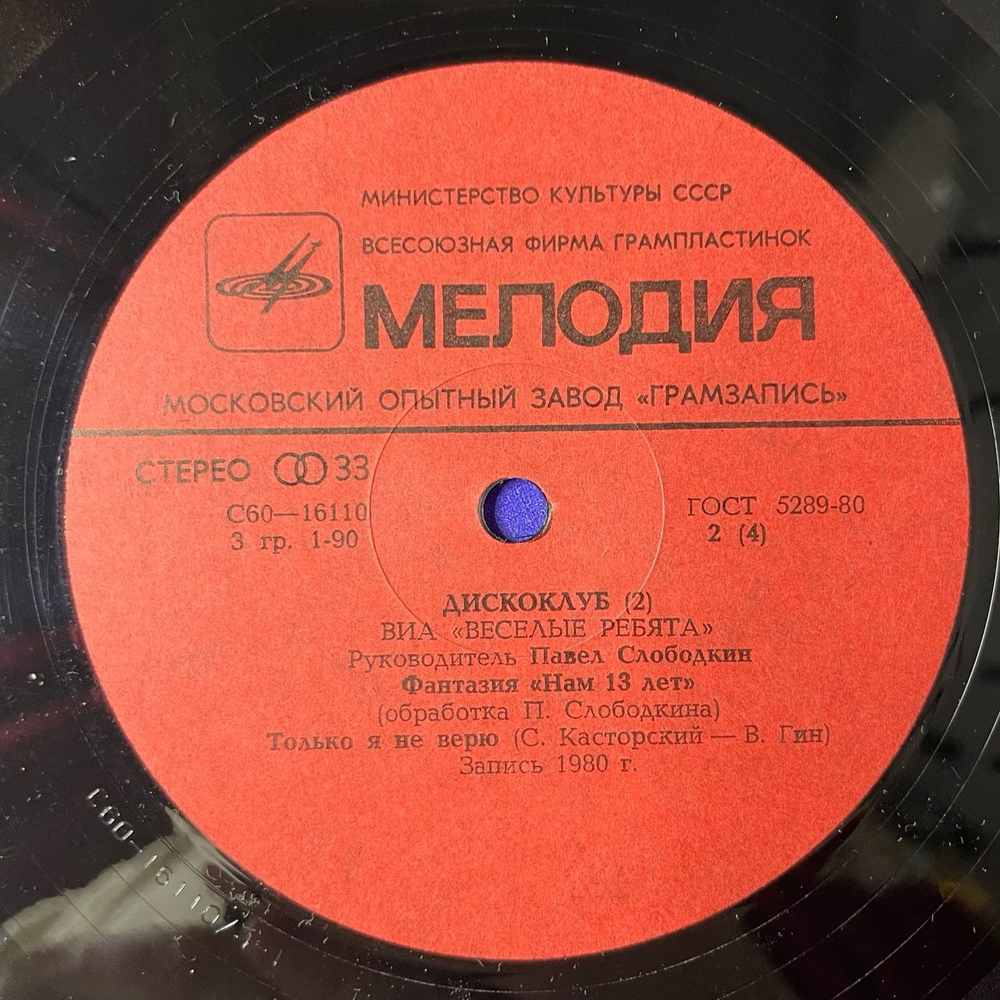 МИНИСТЕРСТВО КУЛЬТУРЫ СССР
ВСЕСОЮЗНАЯ ФИРМА ГРАМПЛАСТИНОК
МЕЛОДИЯ
МОСКОВСКИЙ ОПЫТНЫЙ ЗАВОД «ГРАМЗАПИСЬ»
СТЕРЕО 33
С60—16110 ГОСТ 5289-80
3 гр. 1-90 2 (4)
ДИСКОКЛУБ (2)
ВИА «ВЕСЕЛЫЕ РЕБЯТА»
Руководитель Павел Слободкин
Фантазия «Нам 13 лет»
(обработка П. Слободкина)
Только я не верю (С. Касторский — В. Гин)
Запись 1980 г.